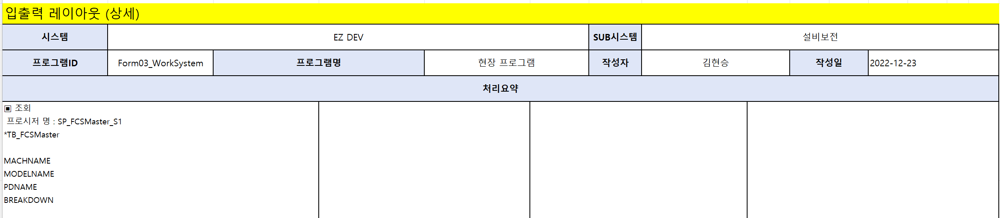 입출력 레이아웃 (상세)
시스템 EZ DEV SUB시스템 설비보전
프로그램ID Form03_WorkSystem 프로그램명 현장 프로그램 작성자 김현승 작성일 2022-12-23
처리요약
▣ 조회
프로시저 명 : SP_FCSMaster_S1
*TB_FCSMaster
MACHNAME
MODELNAME
PDNAME
BREAKDOWN